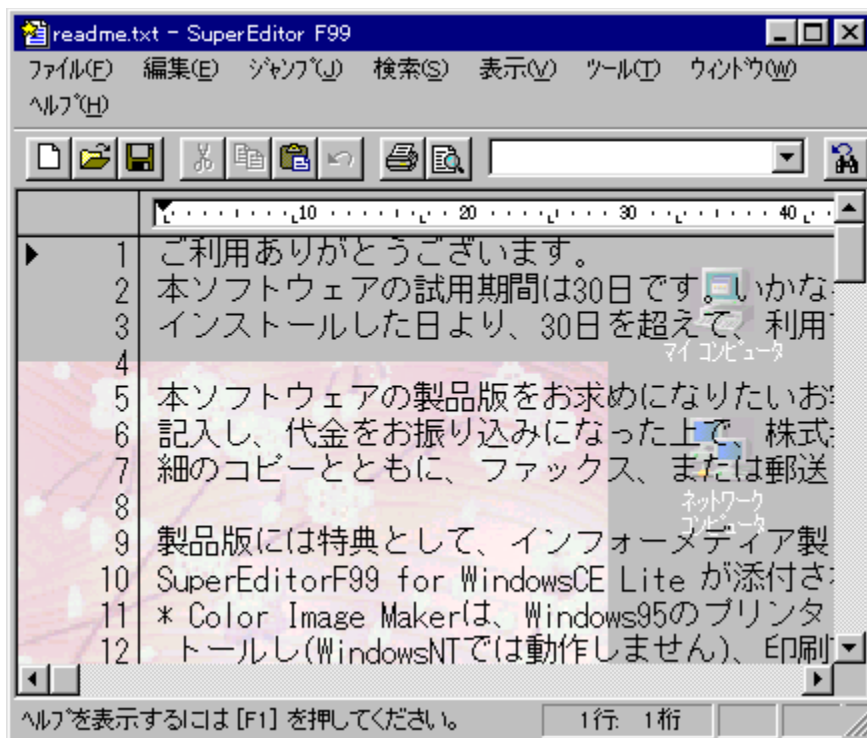 readme.txt - SuperEditor F99
ファイル(F) 編集(E) ジャンプ(J) 検索(S) 表示(V) ツール(T) ウィンドウ(W)
ヘルプ(H)
10 20 30 40
1 ご利用ありがとうございます。
2 本ソフトウェアの試用期間は30日です。いかな
3 インストールした日より、30日を超えて、利用
マイ コンピュータ
4
5 本ソフトウェアの製品版をお求めになりたいお
6 記入し、代金をお振り込みになった上で、株式
7 細のコピーとともに、ファックス、または郵送
8
ネットワーク
コンピュータ
9 製品版には特典として、インフォーメディア製
10 SuperEditorF99 for WindowsCE Lite が添付さ
11 * Color Image Makerは、Windows95のプリンタ
12 トールし(WindowsNTでは動作しません)、印刷
ヘルプを表示するには [F1] を押してください。 1行: 1桁